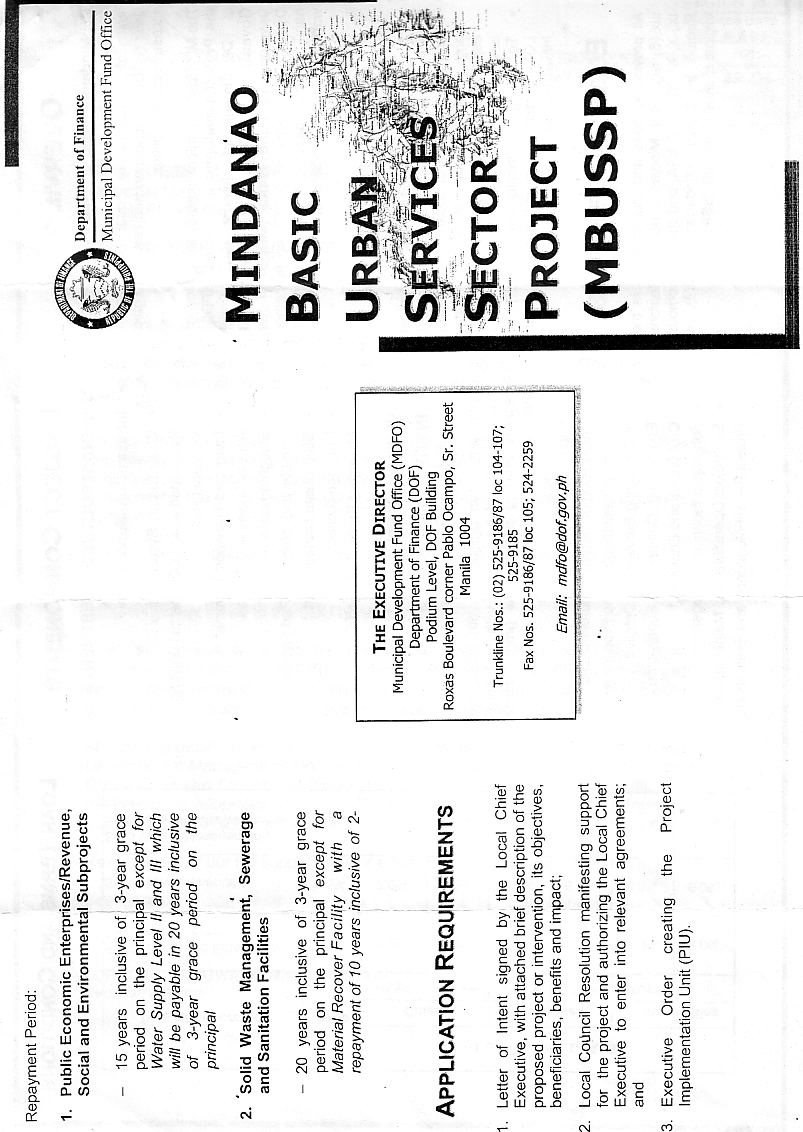 Repayment Period:
1. Public Economic Enterprises/Revenue,
Social and Environmental Subprojects
– 15 years inclusive of 3-year grace
period on the principal except for
Water Supply Level II and III which
will be payable in 20 years inclusive
of 3-year grace period on the
principal
2. Solid Waste Management, Sewerage
and Sanitation Facilities
– 20 years inclusive of 3-year grace
period on the principal except for
Material Recover Facility with a
repayment of 10 years inclusive of 2-
APPLICATION REQUIREMENTS
1. Letter of Intent signed by the Local Chief
Executive, with attached brief description of the
proposed project or intervention, its objectives,
beneficiaries, benefits and impact;
2. Local Council Resolution manifesting support
for the project and authorizing the Local Chief
Executive to enter into relevant agreements;
and
3. Executive Order creating the Project
Implementation Unit (PIU).
THE EXECUTIVE DIRECTOR
Municipal Development Fund Office (MDFO)
Department of Finance (DOF)
Podium Level, DOF Building
Roxas Boulevard corner Pablo Ocampo, Sr. Street
Manila 1004
Trunkline Nos.: (02) 525-9186/87 loc 104-107;
525-9185
Fax Nos. 525-9186/87 loc 105; 524-2259
Email: mdfo@dof.gov.ph
DEPARTMENT OF FINANCE
Department of Finance
Municipal Development Fund Office
MINDANAO
BASIC
URBAN
SERVICES
SECTOR
PROJECT
(MBUSSP)